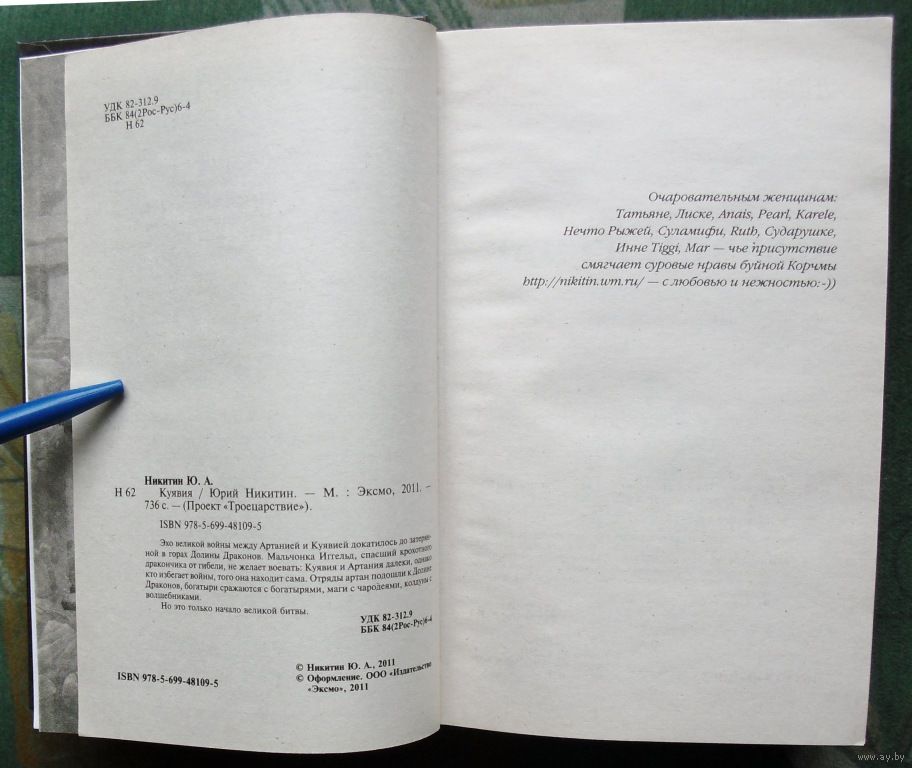 УДК 82-312.9
ББК 84(2Рос-Рус)6-4
Н 62
Никитин Ю. А.
Н 62 Куявия / Юрий Никитин. — М. : Эксмо, 2011. —
736 с. — (Проект «Троецарствие»).
ISBN 978-5-699-48109-5
Эхо великой войны между Артанией и Куявией докатилось до затерян-
ной в горах Долины Драконов. Мальчонка Иггельд, спасший крохотного
дракончика от гибели, не желает воевать: Куявия и Артания далеки, однако
кто избегает войны, того она находит сама. Отряды артан подошли к Долине
Драконов, богатыри сражаются с богатырями, маги с чародеями, колдуны с
волшебниками.
Но это только начало великой битвы.
УДК 82-312.9
ББК 84(2Рос-Рус)6-4
ISBN 978-5-699-48109-5
© Никитин Ю. А., 2011
© Оформление. ООО «Издательство
«Эксмо», 2011
Очаровательным женщинам:
Татьяне, Лиске, Anais, Pearl, Karele,
Нечто Рыжей, Суламифи, Ruth, Сударушке,
Инне Tiggi, Mar — чье присутствие
смягчает суровые нравы буйной Корчмы
http://nikitin.wm.ru/ — с любовью и нежностью:-))
www.ay.by